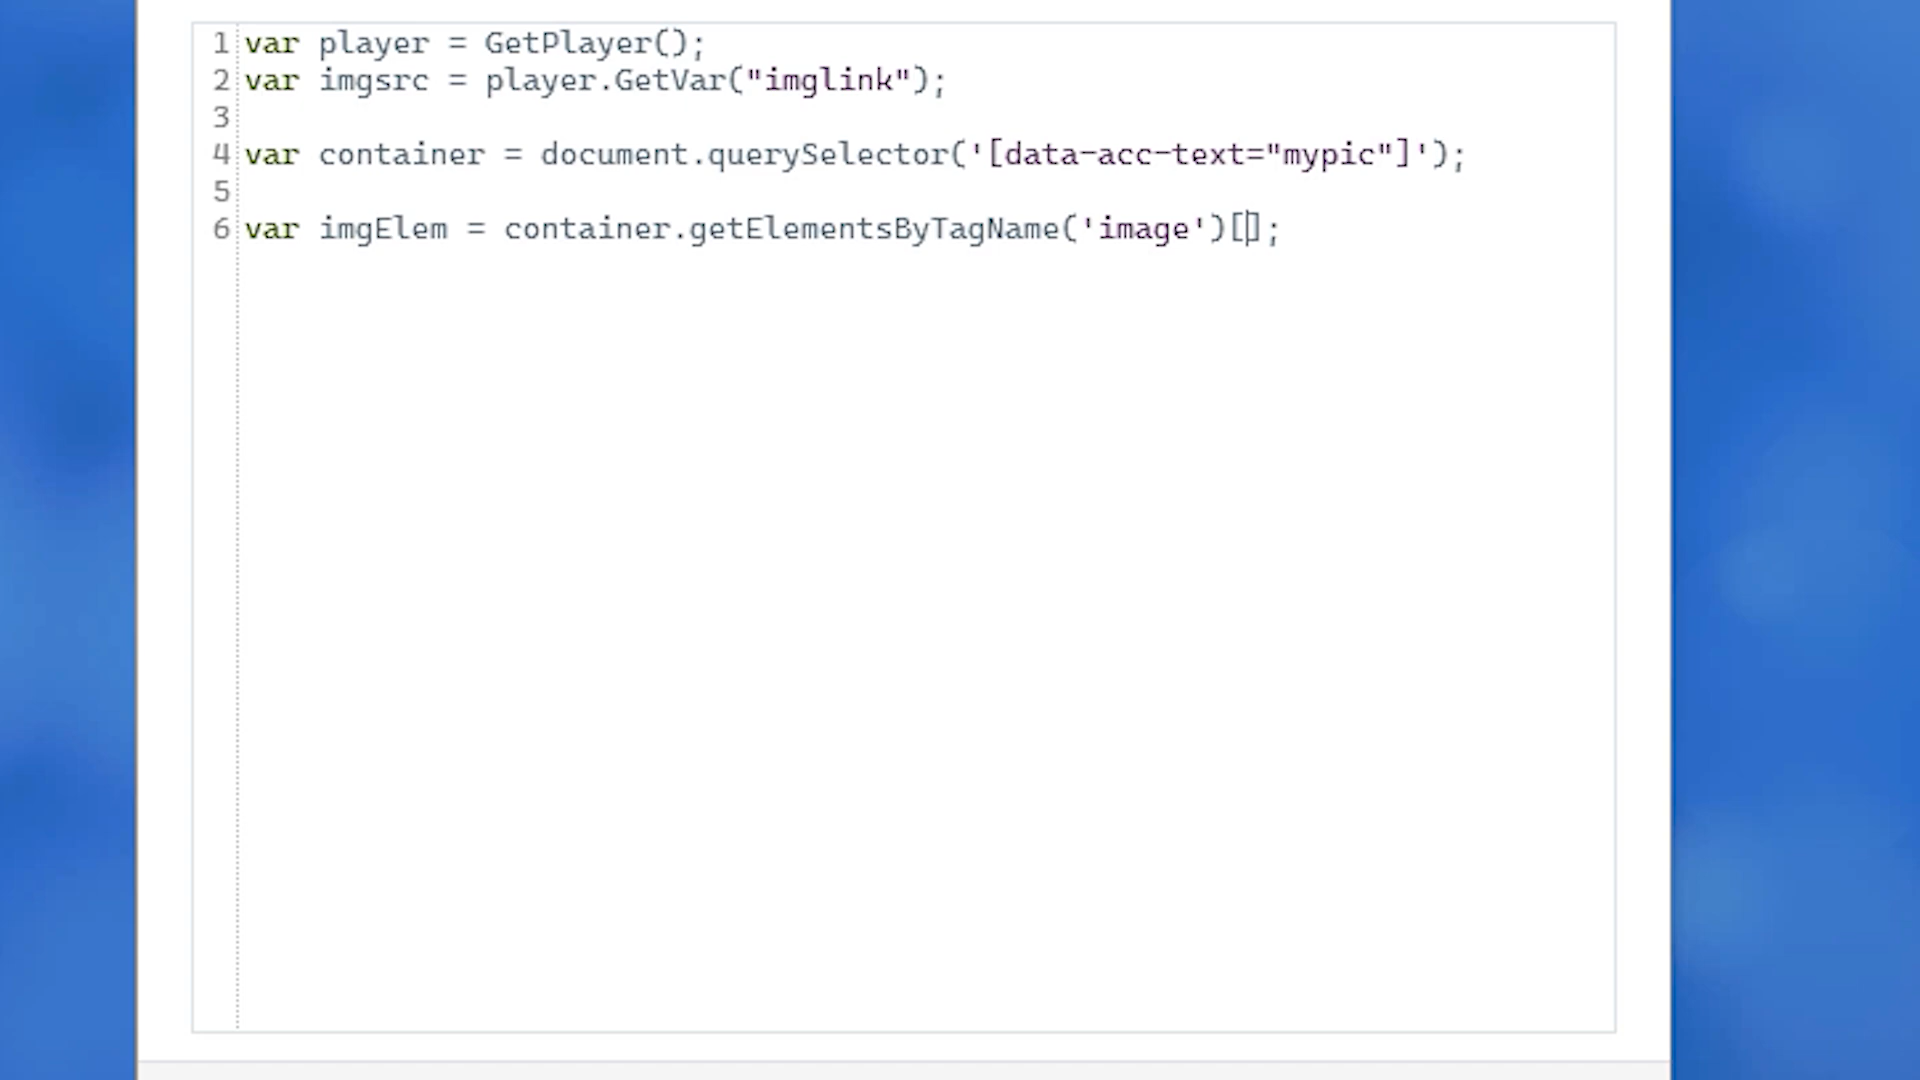 1 var player = GetPlayer();
2 var imgsrc = player.GetVar("imglink");
3
4 var container = document.querySelector('[data-acc-text="mypic"]');
5
6 var imgElem = container.getElementsByTagName('image')[];